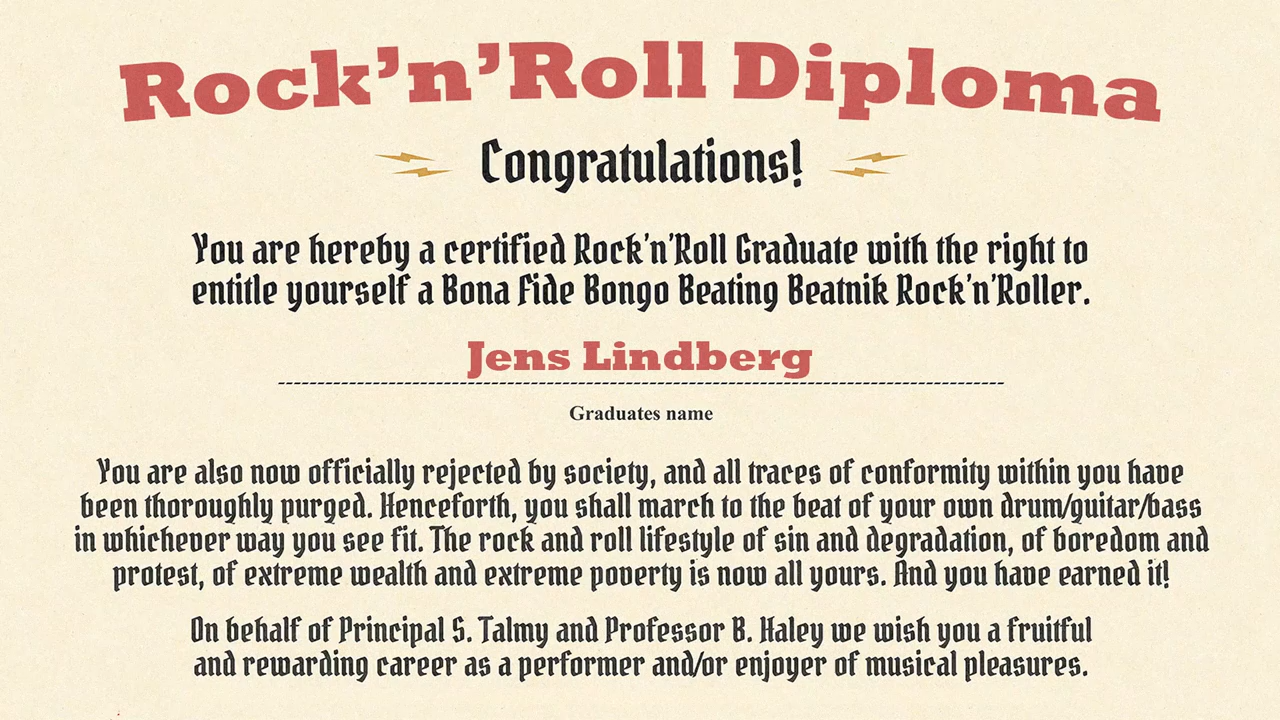 Rock’n’Roll Diploma
Congratulations!
You are hereby a certified Rock’n’Roll Graduate with the right to
entitle yourself a Bona Fide Bongo Beating Beatnik Rock’n’Roller.
Jens Lindberg
Graduates name
You are also now officially rejected by society, and all traces of conformity within you have
been thoroughly purged. Henceforth, you shall march to the beat of your own drum/guitar/bass
in whichever way you see fit. The rock and roll lifestyle of sin and degradation, of boredom and
protest, of extreme wealth and extreme poverty is now all yours. And you have earned it!
On behalf of Principal S. Talmy and Professor B. Haley we wish you a fruitful
and rewarding career as a performer and/or enjoyer of musical pleasures.